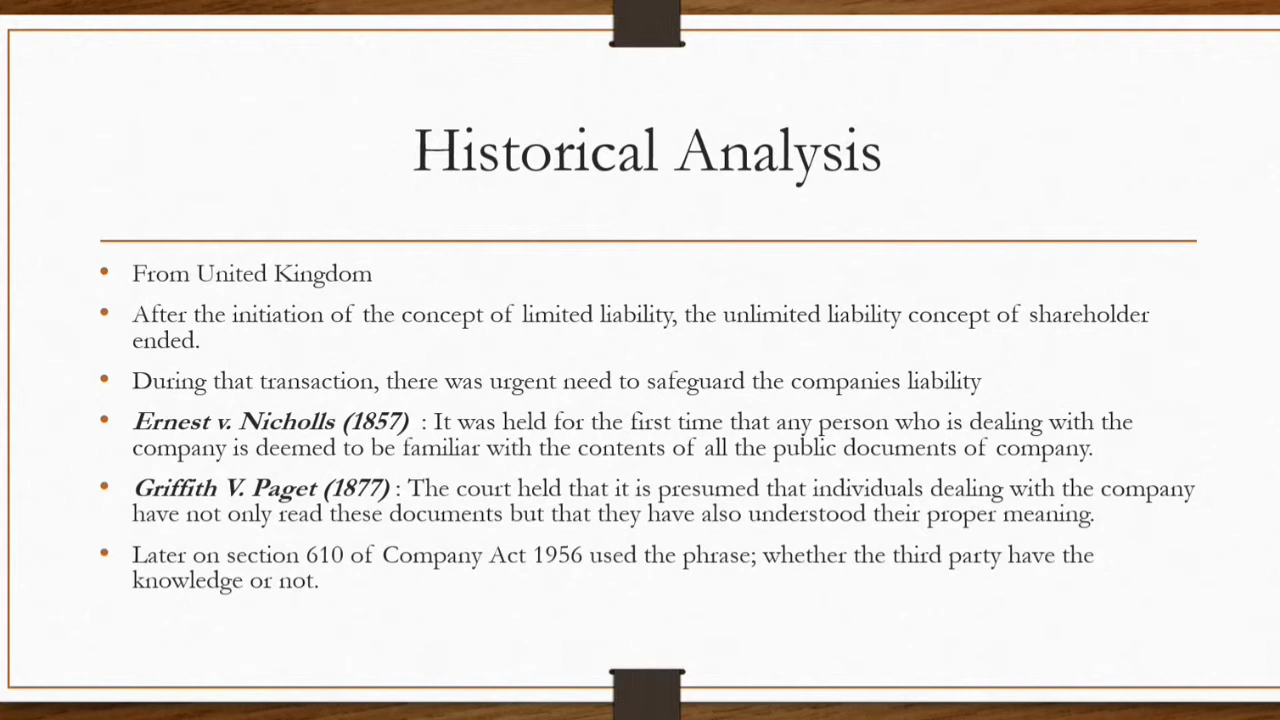 Historical Analysis
• From United Kingdom
• After the initiation of the concept of limited liability, the unlimited liability concept of shareholder
ended.
• During that transaction, there was urgent need to safeguard the companies liability
• Ernest v. Nicholls (1857) : It was held for the first time that any person who is dealing with the
company is deemed to be familiar with the contents of all the public documents of company.
• Griffith V. Paget (1877) : The court held that it is presumed that individuals dealing with the company
have not only read these documents but that they have also understood their proper meaning.
• Later on section 610 of Company Act 1956 used the phrase; whether the third party have the
knowledge or not.